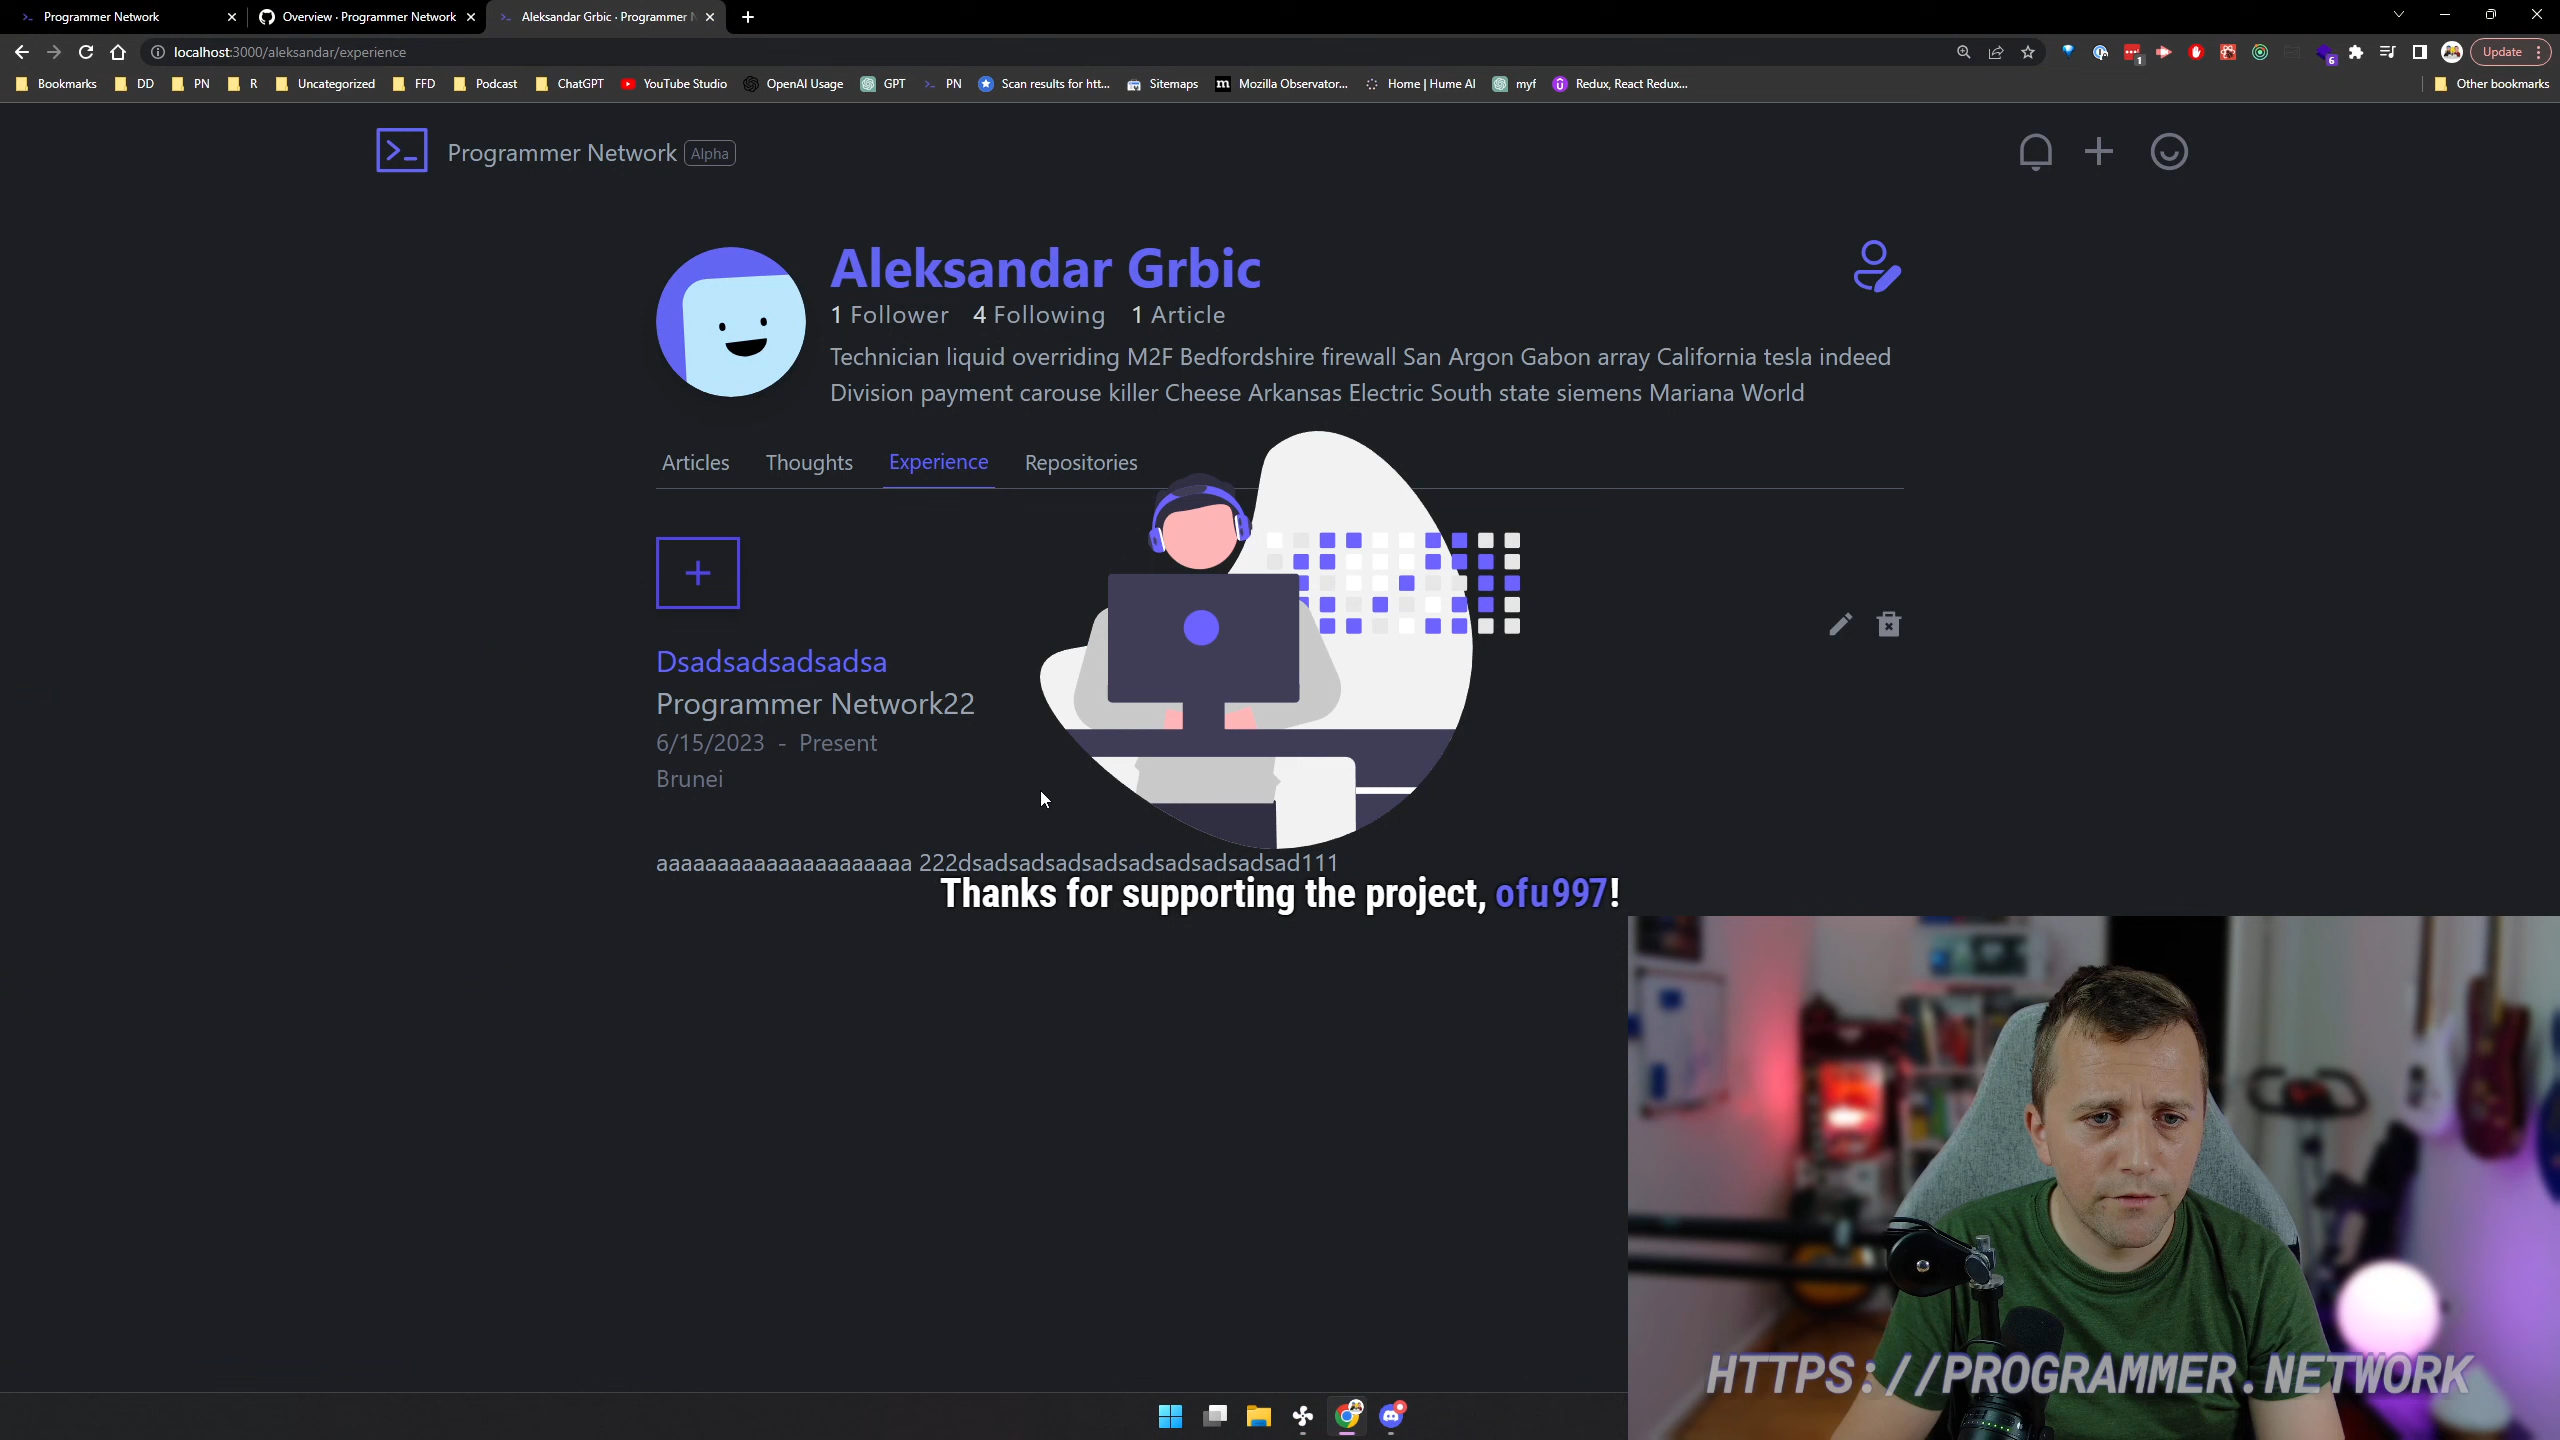 Programmer Network
Overview · Programmer Network
Aleksandar Grbic · Programmer N
localhost:3000/aleksandar/experience
1
6
Update
Bookmarks
DD
PN
R
Uncategorized
FFD
Podcast
ChatGPT
YouTube Studio
OpenAI Usage
GPT
PN
Scan results for htt...
Sitemaps
m
Mozilla Observator...
Home | Hume AI
myf
Redux, React Redux...
Other bookmarks
Programmer Network Alpha
Aleksandar Grbic
1 Follower 4 Following 1 Article
Technician liquid overriding M2F Bedfordshire firewall San Argon Gabon array California tesla indeed
Division payment carouse killer Cheese Arkansas Electric South state siemens Mariana World
Articles Thoughts Experience Repositories
Dsadsadsadsadsa
Programmer Network22
6/15/2023 - Present
Brunei
aaaaaaaaaaaaaaaaaaaaa 222dsadsadsadsadsadsadsadsadsad111
Thanks for supporting the project, ofu997!
HTTPS://PROGRAMMER.NETWORK